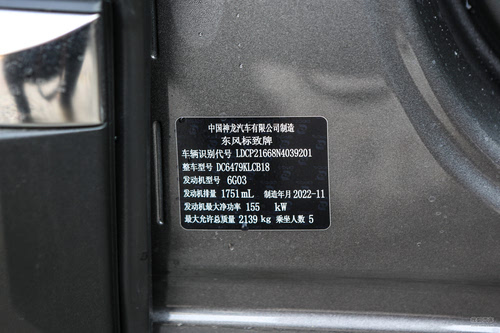 中国神龙汽车有限公司制造
东风标致牌
车辆识别代号 LDCP21668N4039201
整车型号 DC6479KLCB18
发动机型号 6G03
发动机排量 1751mL 制造年月 2022-11
发动机最大净功率 155 kW
最大允许总质量 2139 kg 乘坐人数 5